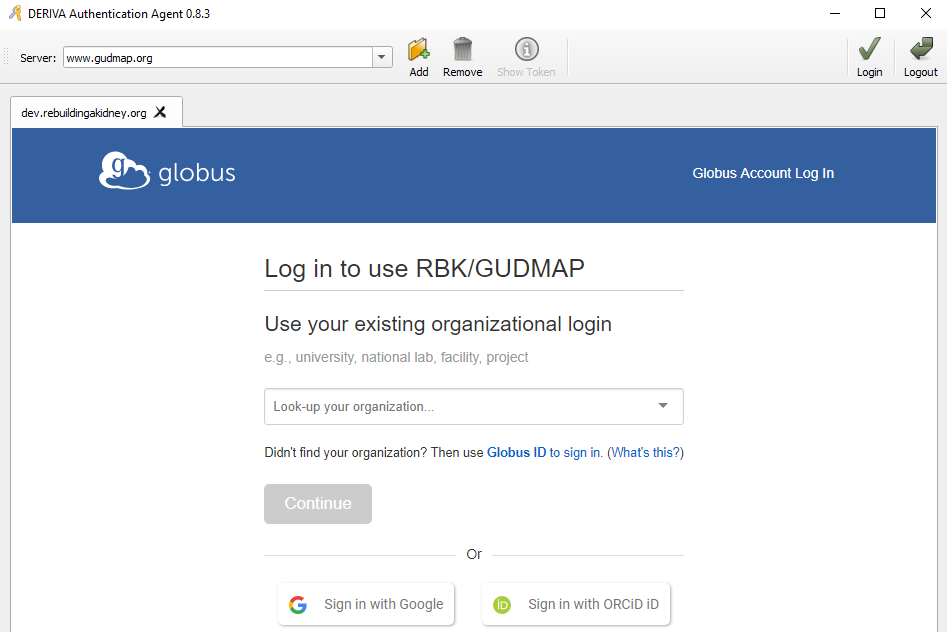 DERIVA Authentication Agent 0.8.3
Server: www.gudmap.org
Add Remove Show Token Login Logout
dev.rebuildingakidney.org
g globus
Globus Account Log In
Log in to use RBK/GUDMAP
Use your existing organizational login
e.g., university, national lab, facility, project
Look-up your organization...
Didn't find your organization? Then use Globus ID to sign in. (What's this?)
Continue
Or
G Sign in with Google
iD Sign in with ORCiD iD